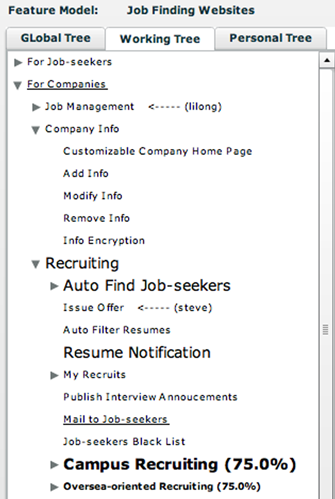 Feature Model: Job Finding Websites
GLobal Tree Working Tree Personal Tree
For Job-seekers
For Companies
Job Management <----- (lilong)
Company Info
Customizable Company Home Page
Add Info
Modify Info
Remove Info
Info Encryption
Recruiting
Auto Find Job-seekers
Issue Offer <----- (steve)
Auto Filter Resumes
Resume Notification
My Recruits
Publish Interview Annoucements
Mail to Job-seekers
Job-seekers Black List
Campus Recruiting (75.0%)
Oversea-oriented Recruiting (75.0%)